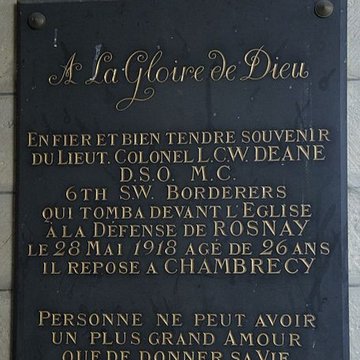 A La Gloire de Dieu
EN FIER ET BIEN TENDRE SOUVENIR
DU LIEUT. COLONEL L.C.W. DEANE
D.S.O. M.C.
6TH S.W. BORDERERS
QUI TOMBA DEVANT L'EGLISE
À LA DÉFENSE DE ROSNAY
LE 28 MAI 1918 AGÉ DE 26 ANS
IL REPOSE A CHAMBRECY
PERSONNE NE PEUT AVOIR
UN PLUS GRAND AMOUR
QUE DE DONNER SA VIE